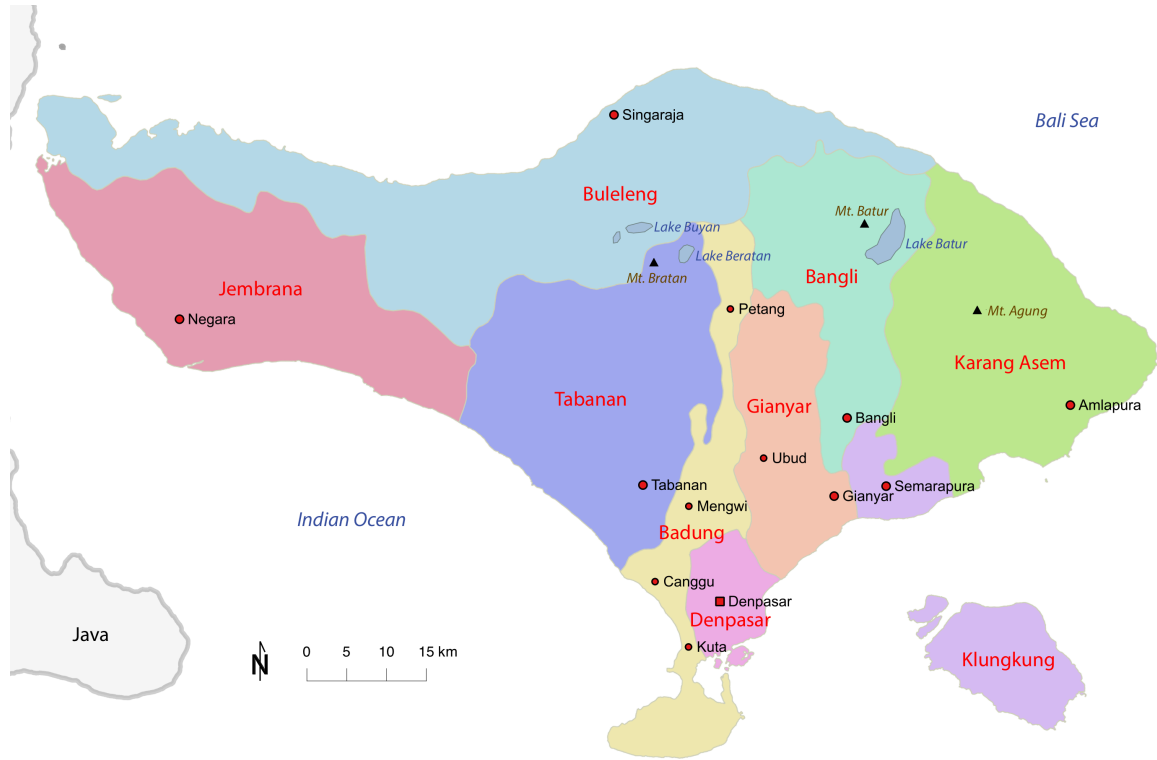 Singaraja
Bali Sea
Buleleng
Mt. Batur
Lake Buyan
Lake Batur
Lake Beratan
Mt. Bratan
Bangli
Jembrana
Petang
Mt. Agung
Negara
Karang Asem
Tabanan
Gianyar
Amlapura
Bangli
Ubud
Tabanan
Semarapura
Gianyar
Mengwi
Indian Ocean
Badung
Canggu
Denpasar
Denpasar
Java
Kuta
N
0 5 10 15 km
Klungkung